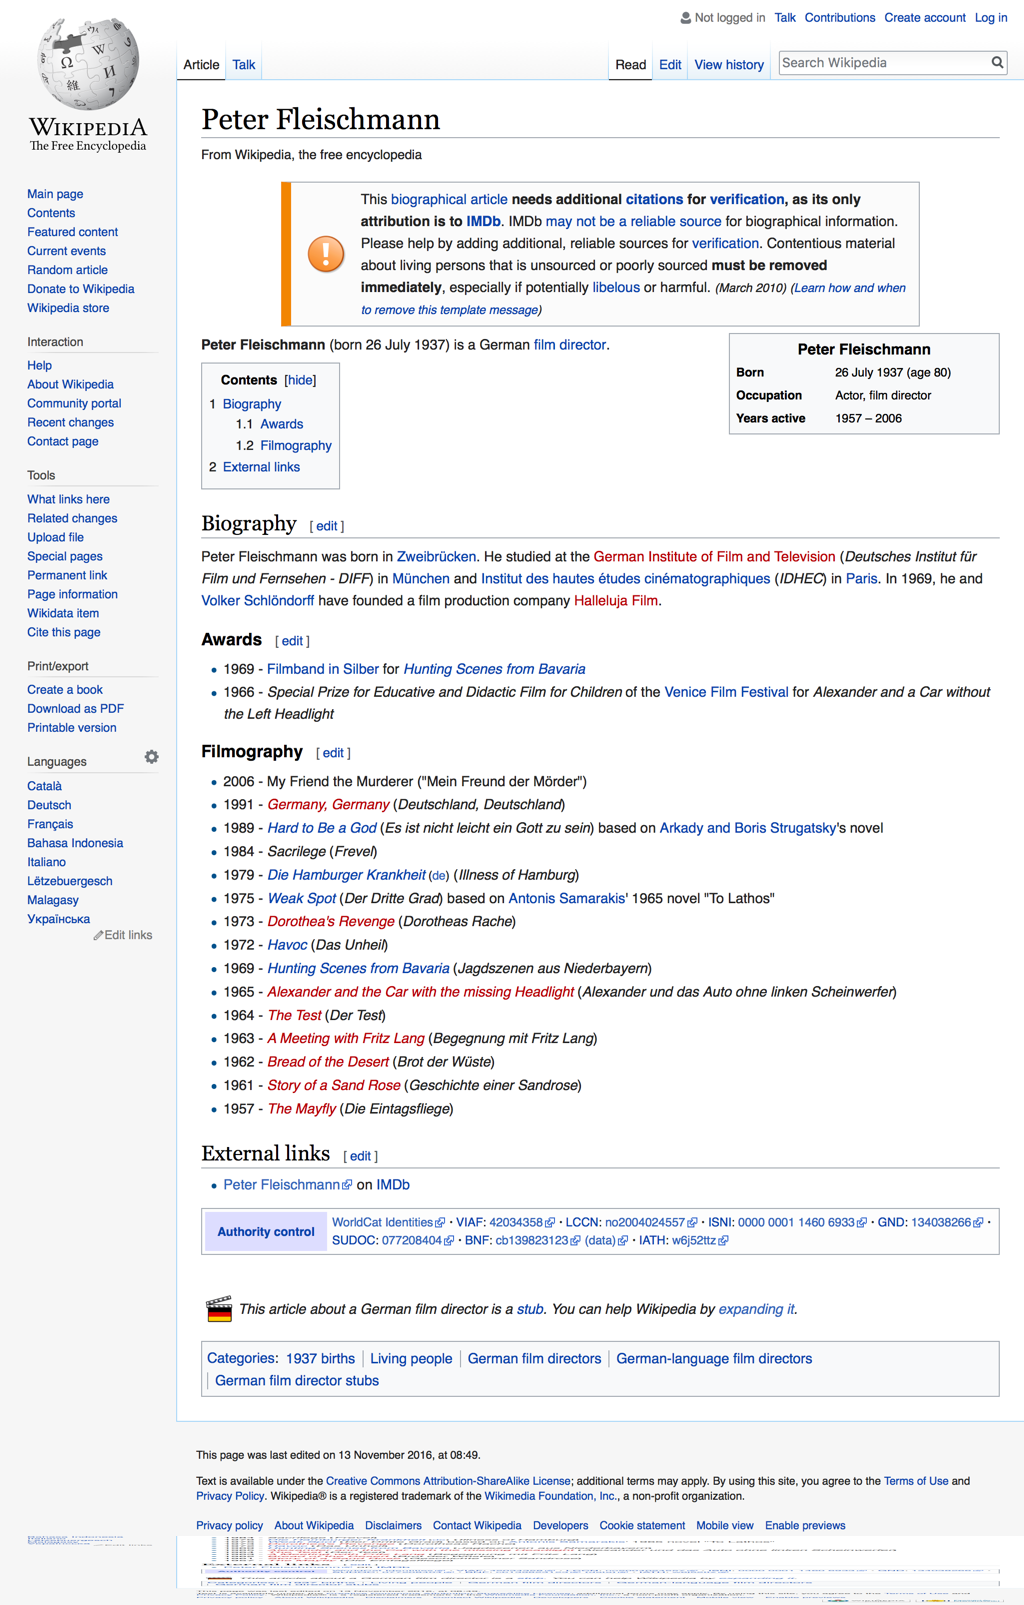 Not logged in Talk Contributions Create account Log in
Article Talk Read Edit View history Search Wikipedia
WIKIPEDIA
The Free Encyclopedia
Main page
Contents
Featured content
Current events
Random article
Donate to Wikipedia
Wikipedia store
Interaction
Help
About Wikipedia
Community portal
Recent changes
Contact page
Tools
What links here
Related changes
Upload file
Special pages
Permanent link
Page information
Wikidata item
Cite this page
Print/export
Create a book
Download as PDF
Printable version
Languages
Català
Deutsch
Français
Bahasa Indonesia
Italiano
Lëtzebuergesch
Malagasy
Українська
Edit links
Peter Fleischmann
From Wikipedia, the free encyclopedia
This biographical article needs additional citations for verification, as its only
attribution is to IMDb. IMDb may not be a reliable source for biographical information.
Please help by adding additional, reliable sources for verification. Contentious material
about living persons that is unsourced or poorly sourced must be removed
immediately, especially if potentially libelous or harmful. (March 2010) (Learn how and when
to remove this template message)
Peter Fleischmann (born 26 July 1937) is a German film director.
Peter Fleischmann
Born 26 July 1937 (age 80)
Occupation Actor, film director
Years active 1957 – 2006
Contents [hide]
1 Biography
1.1 Awards
1.2 Filmography
2 External links
Biography [ edit ]
Peter Fleischmann was born in Zweibrücken. He studied at the German Institute of Film and Television (Deutsches Institut für
Film und Fernsehen - DIFF) in München and Institut des hautes études cinématographiques (IDHEC) in Paris. In 1969, he and
Volker Schlöndorff have founded a film production company Halleluja Film.
Awards [ edit ]
• 1969 - Filmband in Silber for Hunting Scenes from Bavaria
• 1966 - Special Prize for Educative and Didactic Film for Children of the Venice Film Festival for Alexander and a Car without
the Left Headlight
Filmography [ edit ]
• 2006 - My Friend the Murderer ("Mein Freund der Mörder")
• 1991 - Germany, Germany (Deutschland, Deutschland)
• 1989 - Hard to Be a God (Es ist nicht leicht ein Gott zu sein) based on Arkady and Boris Strugatsky's novel
• 1984 - Sacrilege (Frevel)
• 1979 - Die Hamburger Krankheit (de) (Illness of Hamburg)
• 1975 - Weak Spot (Der Dritte Grad) based on Antonis Samarakis' 1965 novel "To Lathos"
• 1973 - Dorothea's Revenge (Dorotheas Rache)
• 1972 - Havoc (Das Unheil)
• 1969 - Hunting Scenes from Bavaria (Jagdszenen aus Niederbayern)
• 1965 - Alexander and the Car with the missing Headlight (Alexander und das Auto ohne linken Scheinwerfer)
• 1964 - The Test (Der Test)
• 1963 - A Meeting with Fritz Lang (Begegnung mit Fritz Lang)
• 1962 - Bread of the Desert (Brot der Wüste)
• 1961 - Story of a Sand Rose (Geschichte einer Sandrose)
• 1957 - The Mayfly (Die Eintagsfliege)
External links [ edit ]
• Peter Fleischmann on IMDb
Authority control
WorldCat Identities · VIAF: 42034358 · LCCN: no2004024557 · ISNI: 0000 0001 1460 6933 · GND: 134038266 ·
SUDOC: 077208404 · BNF: cb139823123 (data) · IATH: w6j52ttz
This article about a German film director is a stub. You can help Wikipedia by expanding it.
Categories: 1937 births | Living people | German film directors | German-language film directors
| German film director stubs
This page was last edited on 13 November 2016, at 08:49.
Text is available under the Creative Commons Attribution-ShareAlike License; additional terms may apply. By using this site, you agree to the Terms of Use and
Privacy Policy. Wikipedia® is a registered trademark of the Wikimedia Foundation, Inc., a non-profit organization.
Privacy policy About Wikipedia Disclaimers Contact Wikipedia Developers Cookie statement Mobile view Enable previews